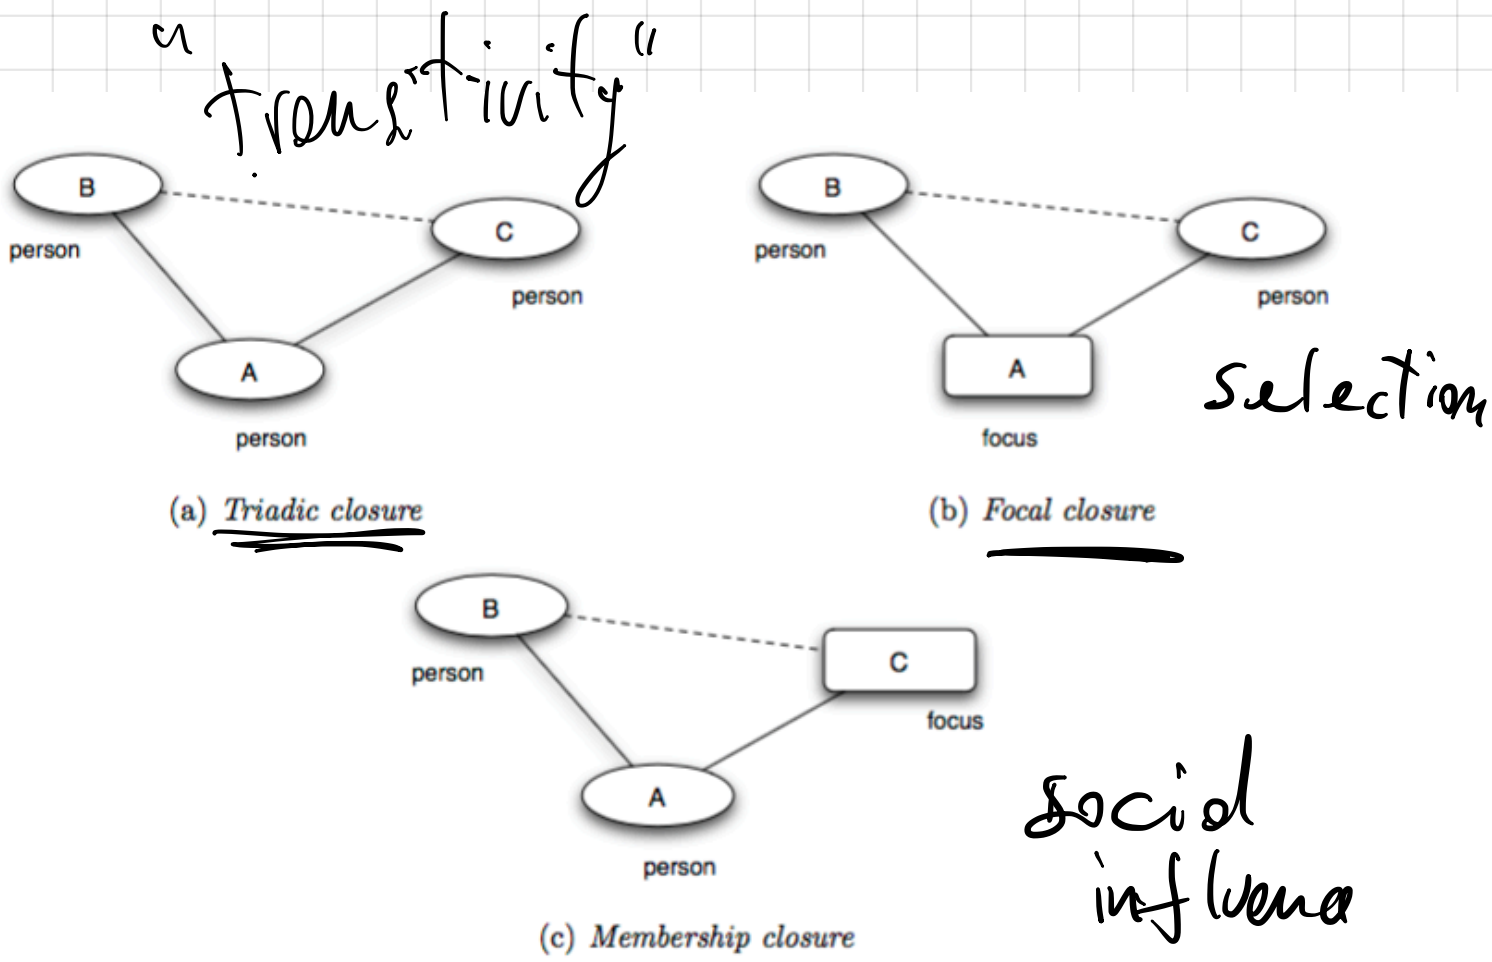 "transitivity"
B
B
C
C
person
person
person
person
A
A
selection
person
focus
(a) Triadic closure
(b) Focal closure
B
C
person
focus
A
social
person
influence
(c) Membership closure